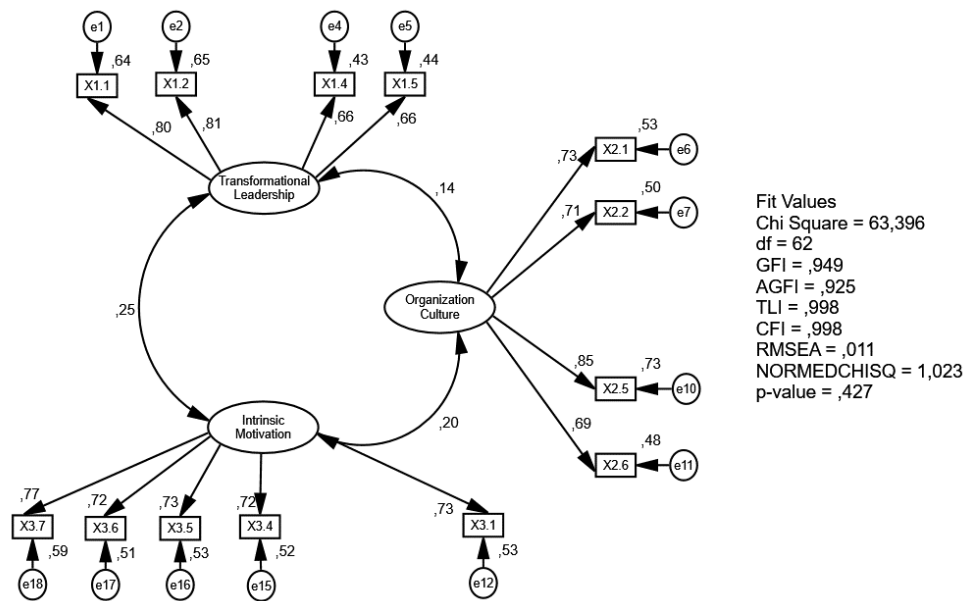 e1
e2
e4
e5
,64
,65
,43
,44
X1.1
X1.2
X1.4
X1.5
,80
,81
,66
,66
Transformational
Leadership
,14
,53
,73
X2.1
e6
,50
,71
X2.2
e7
Organization
Culture
,25
,85
,73
X2.5
e10
,69
,48
X2.6
e11
,20
Intrinsic
Motivation
,77
,72
,73
,72
,73
X3.7
X3.6
X3.5
X3.4
X3.1
,59
,51
,53
,52
,53
e18
e17
e16
e15
e12
Fit Values
Chi Square = 63,396
df = 62
GFI = ,949
AGFI = ,925
TLI = ,998
CFI = ,998
RMSEA = ,011
NORMEDCHISQ = 1,023
p-value = ,427